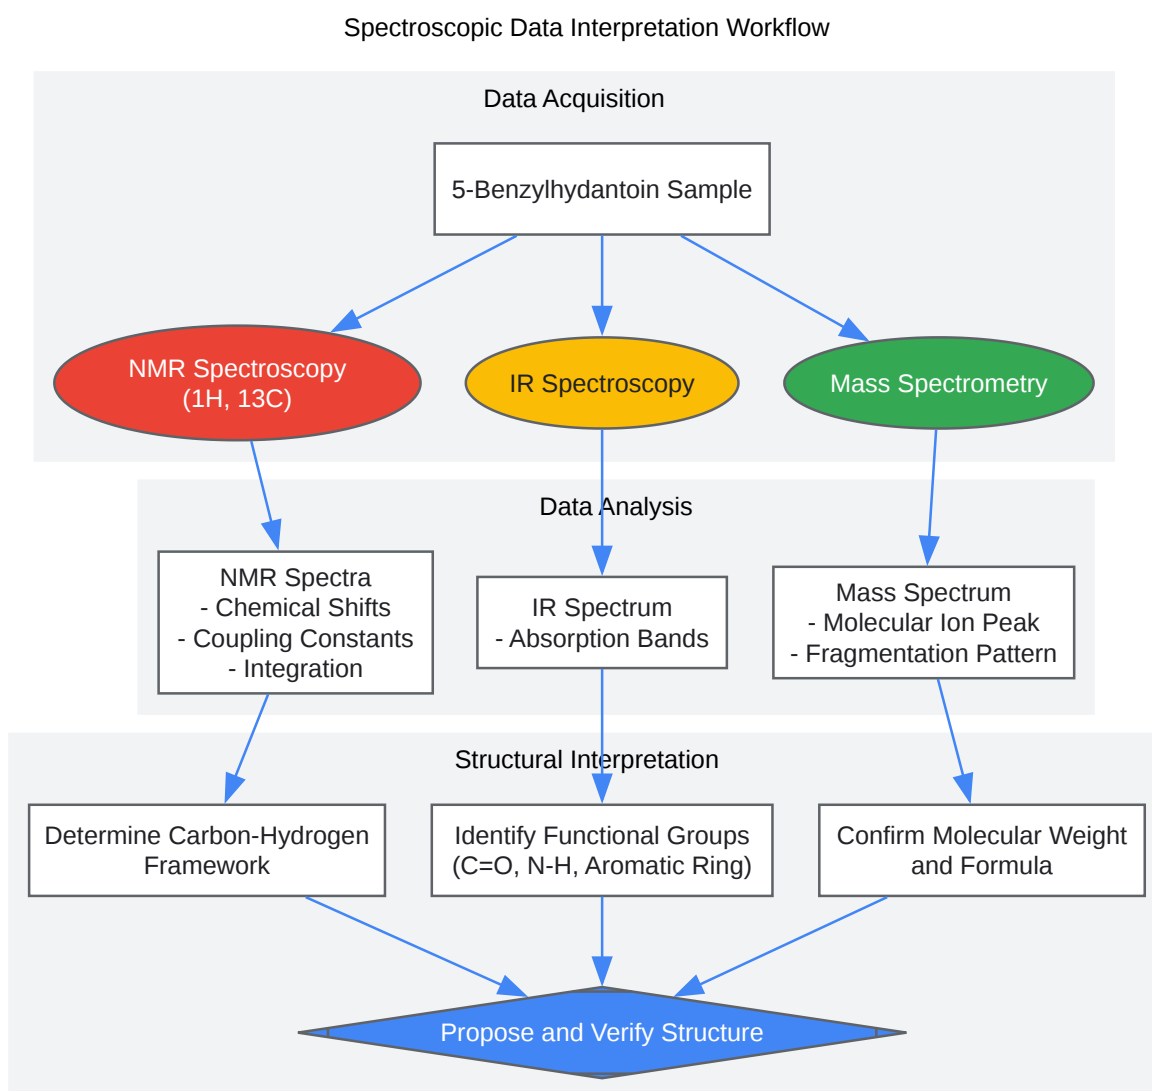 Spectroscopic Data Interpretation Workflow
Data Acquisition
5-Benzylhydantoin Sample
NMR Spectroscopy
(1H, 13C)
IR Spectroscopy
Mass Spectrometry
Data Analysis
NMR Spectra
- Chemical Shifts
- Coupling Constants
- Integration
IR Spectrum
- Absorption Bands
Mass Spectrum
- Molecular Ion Peak
- Fragmentation Pattern
Structural Interpretation
Determine Carbon-Hydrogen
Framework
Identify Functional Groups
(C=O, N-H, Aromatic Ring)
Confirm Molecular Weight
and Formula
Propose and Verify Structure